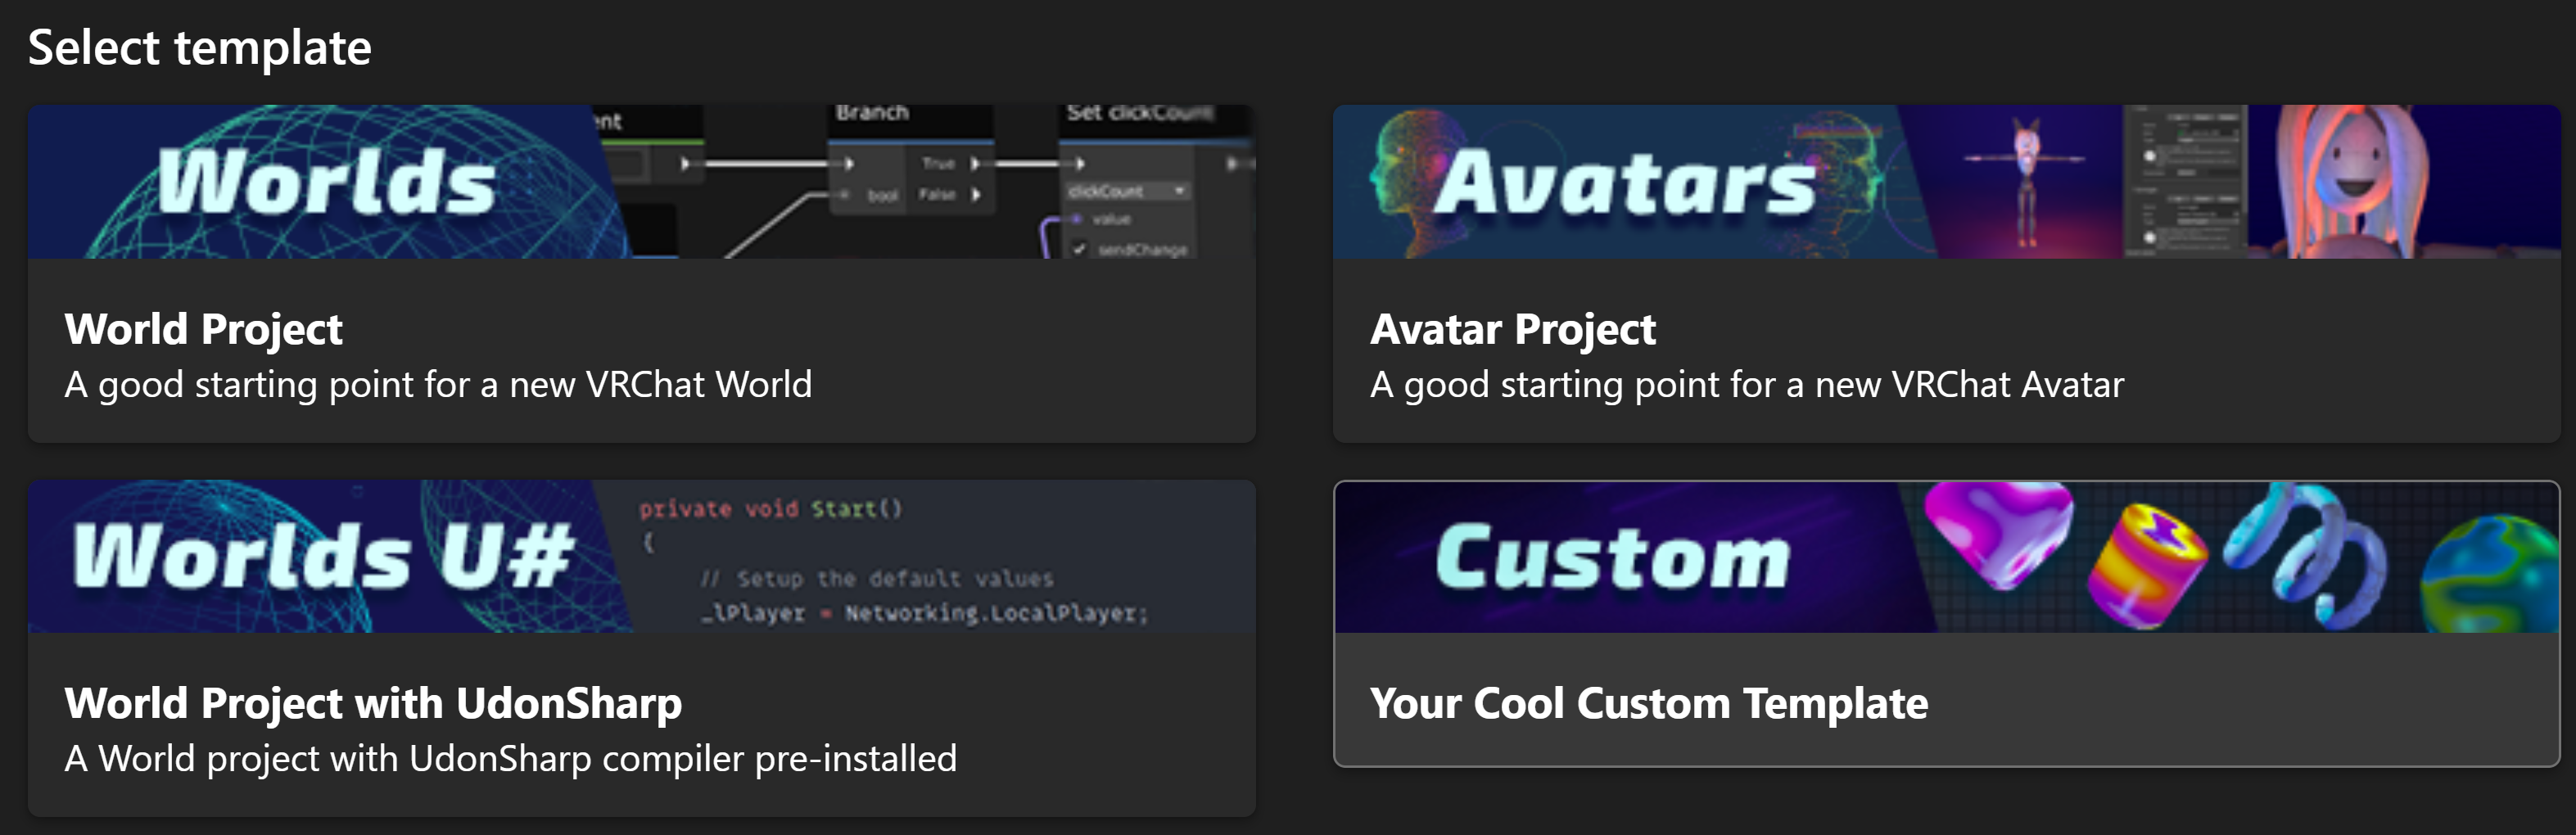 Select template
Worlds
ent
Branch
Set clickCount
True
bool
False
clickCount
value
sendChange
Avatars
World Project
A good starting point for a new VRChat World
Avatar Project
A good starting point for a new VRChat Avatar
Worlds U#
private void Start()
{
// Setup the default values
_lPlayer = Networking.LocalPlayer;
Custom
World Project with UdonSharp
A World project with UdonSharp compiler pre-installed
Your Cool Custom Template